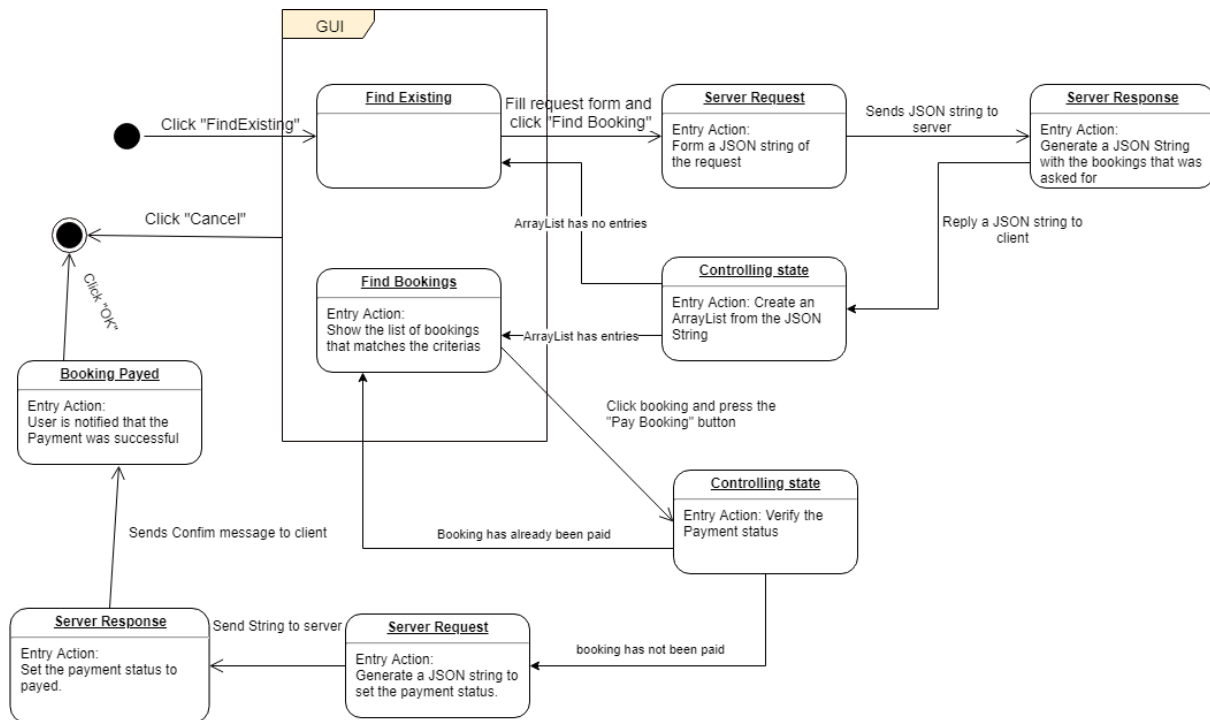 GUI
Find Existing
Click "FindExisting"
Fill request form and
click "Find Booking"
Server Request
Entry Action:
Form a JSON string of
the request
Sends JSON string to
server
Server Response
Entry Action:
Generate a JSON String
with the bookings that was
asked for
Click "Cancel"
ArrayList has no entries
Reply a JSON string to
client
Controlling state
Entry Action: Create an
ArrayList from the JSON
String
Find Bookings
Entry Action:
Show the list of bookings
that matches the criterias
ArrayList has entries
Click "OK"
Booking Payed
Entry Action:
User is notified that the
Payment was successful
Click booking and press the
"Pay Booking" button
Controlling state
Entry Action: Verify the
Payment status
Sends Confim message to client
Booking has already been paid
Server Response
Entry Action:
Set the payment status to
payed.
Send String to server
Server Request
Entry Action:
Generate a JSON string to
set the payment status.
booking has not been paid